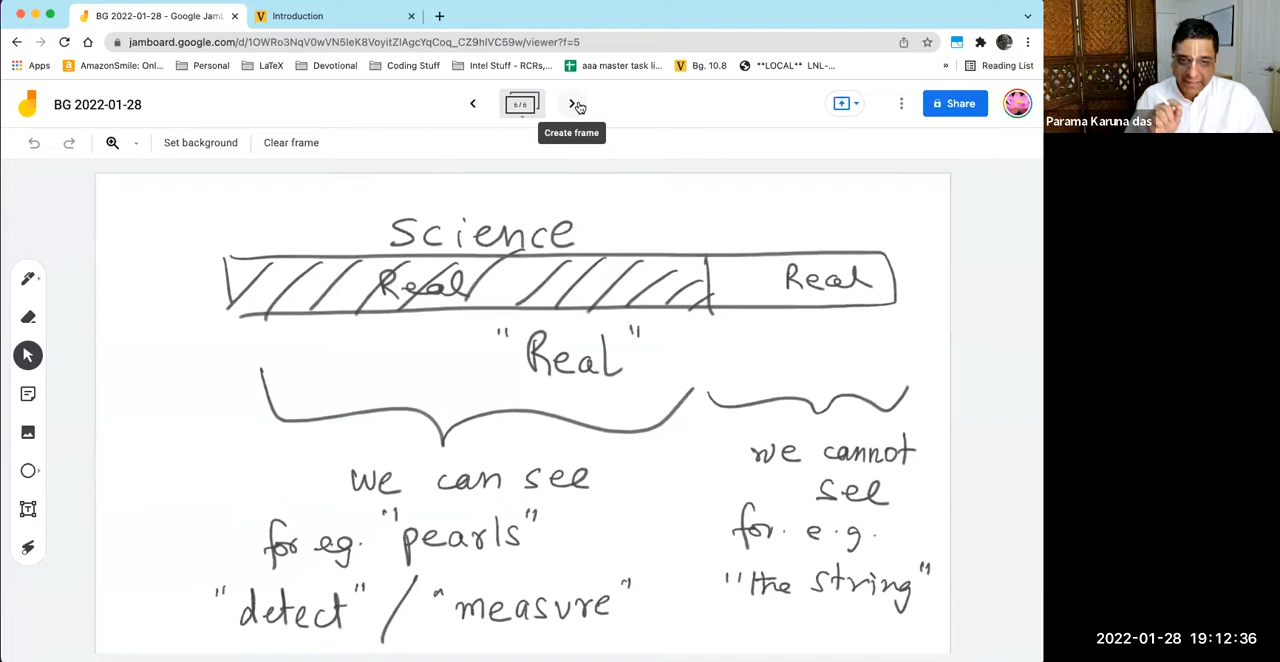 BG 2022-01-28 - Google Jaml
Introduction
jamboard.google.com/d/1OWRo3NqV0wVN5leK8VoyitZlAgcYqCoq_CZ9hlVC59w/viewer?f=5
Apps
AmazonSmile: Onl...
Personal
LaTeX
Devotional
Coding Stuff
Intel Stuff - RCRs,...
aaa master task li...
Bg. 10.8
**LOCAL** LNL-...
»
Reading List
BG 2022-01-28
6/6
Share
Create frame
Set background
Clear frame
Parama Karuna das
Science
Real
Real
"Real"
we can see
we cannot
see
for eg. "pearls"
for. e.g.
"the string"
"detect" / "measure"
2022-01-28 19:12:36